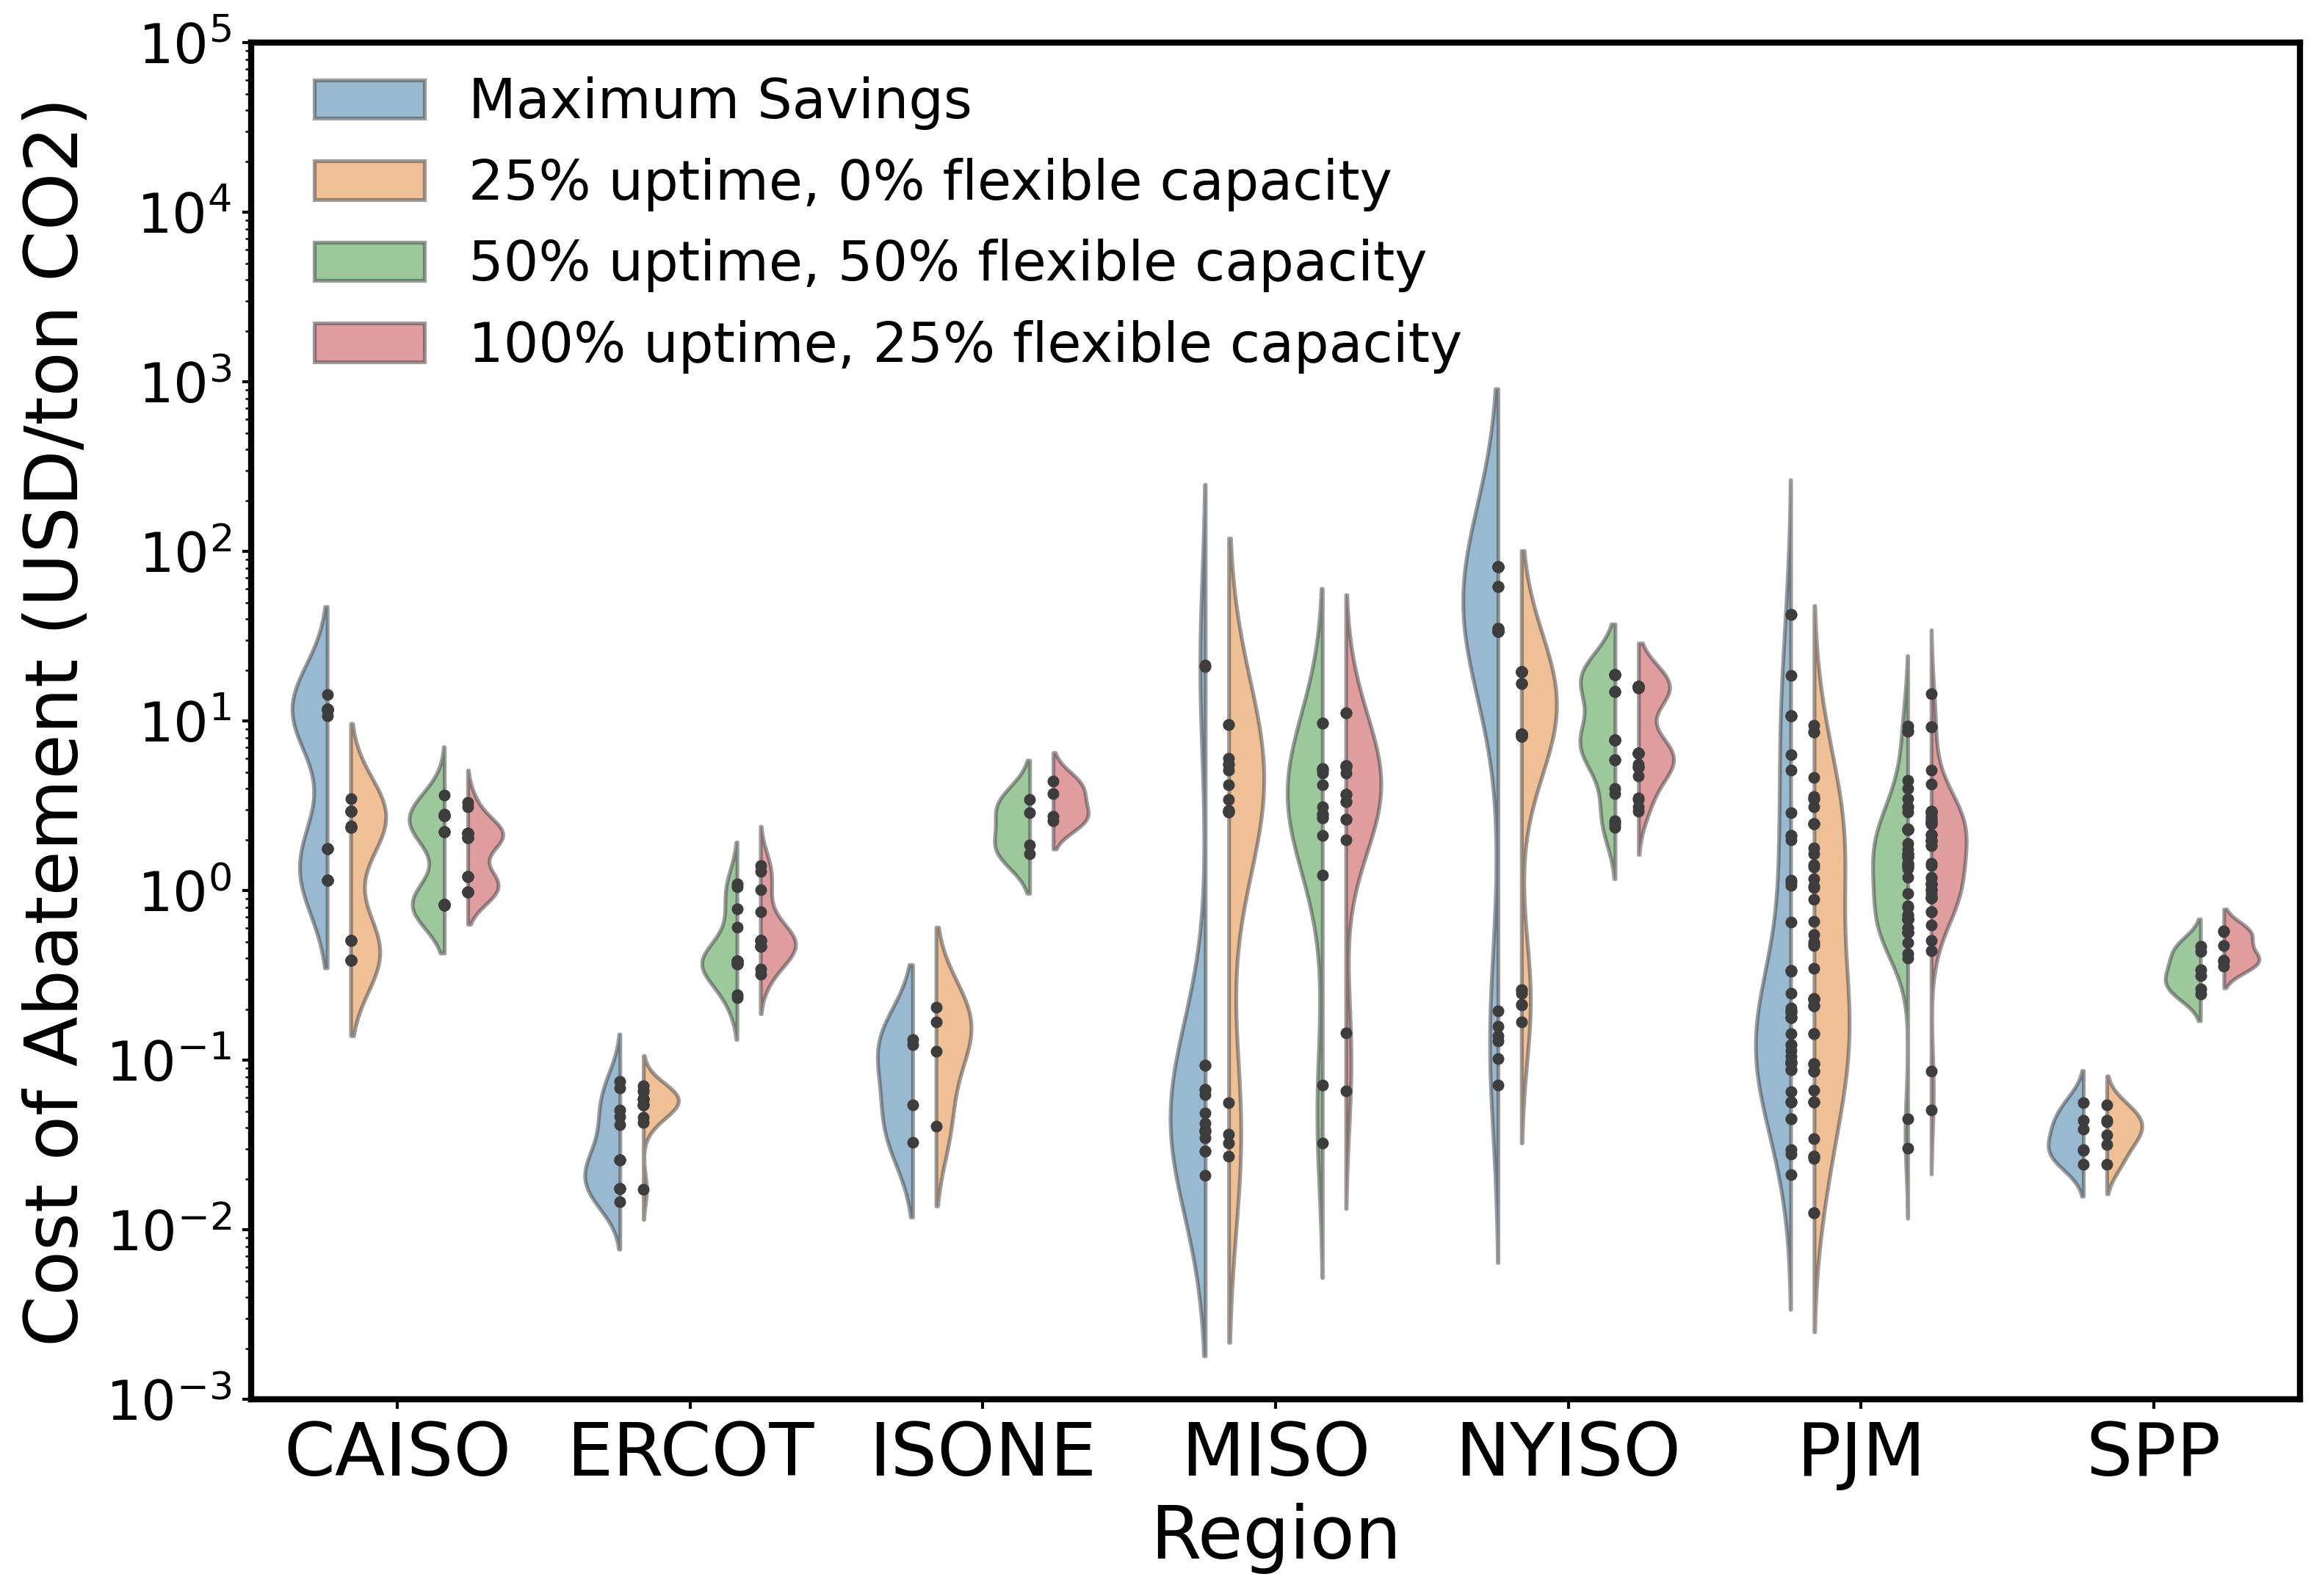 Cost of Abatement (USD/ton CO2)
10^5
10^4
10^3
10^2
10^1
10^0
10^−1
10^−2
10^−3
Maximum Savings
25% uptime, 0% flexible capacity
50% uptime, 50% flexible capacity
100% uptime, 25% flexible capacity
CAISO ERCOT ISONE MISO NYISO PJM SPP
Region